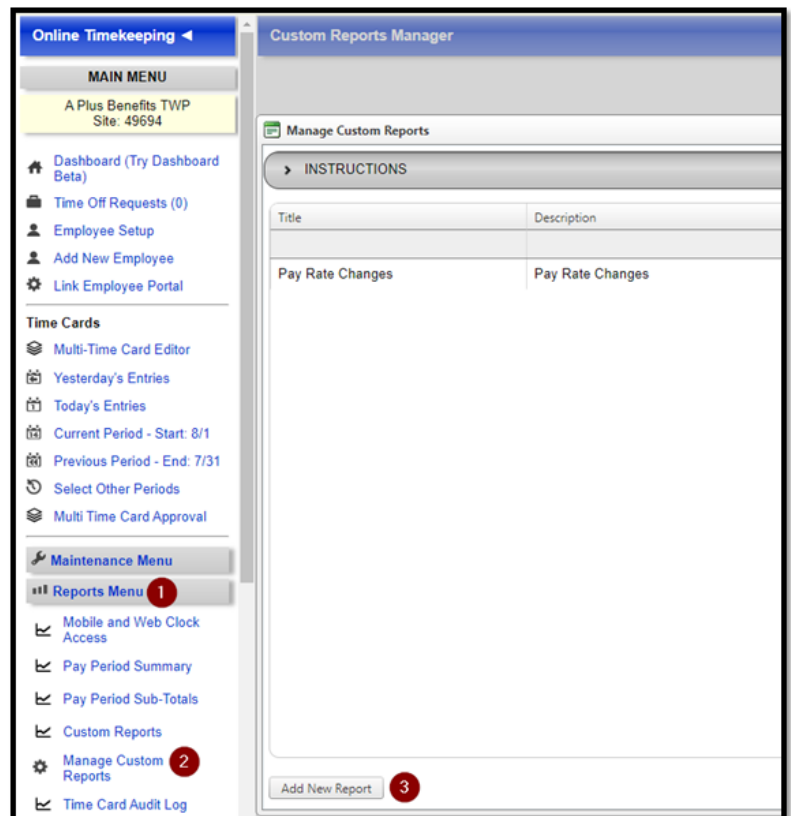 Online Timekeeping ◄
MAIN MENU
A Plus Benefits TWP
Site: 49694
Dashboard (Try Dashboard
Beta)
Time Off Requests (0)
Employee Setup
Add New Employee
Link Employee Portal
Time Cards
Multi-Time Card Editor
Yesterday's Entries
Today's Entries
Current Period - Start: 8/1
Previous Period - End: 7/31
Select Other Periods
Multi Time Card Approval
Maintenance Menu
Reports Menu 1
Mobile and Web Clock
Access
Pay Period Summary
Pay Period Sub-Totals
Custom Reports
Manage Custom 2
Reports
Time Card Audit Log
Custom Reports Manager
Manage Custom Reports
INSTRUCTIONS
Title Description
Pay Rate Changes Pay Rate Changes
Add New Report 3